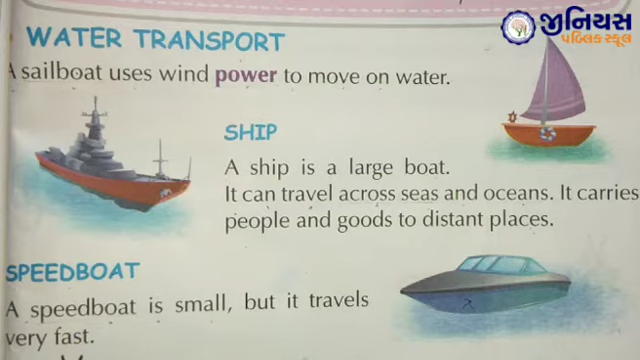 જીનિયસ
પબ્લિક સ્કૂલ
WATER TRANSPORT
A sailboat uses wind power to move on water.
SHIP
A ship is a large boat.
It can travel across seas and oceans. It carries
people and goods to distant places.
SPEEDBOAT
A speedboat is small, but it travels
very fast.